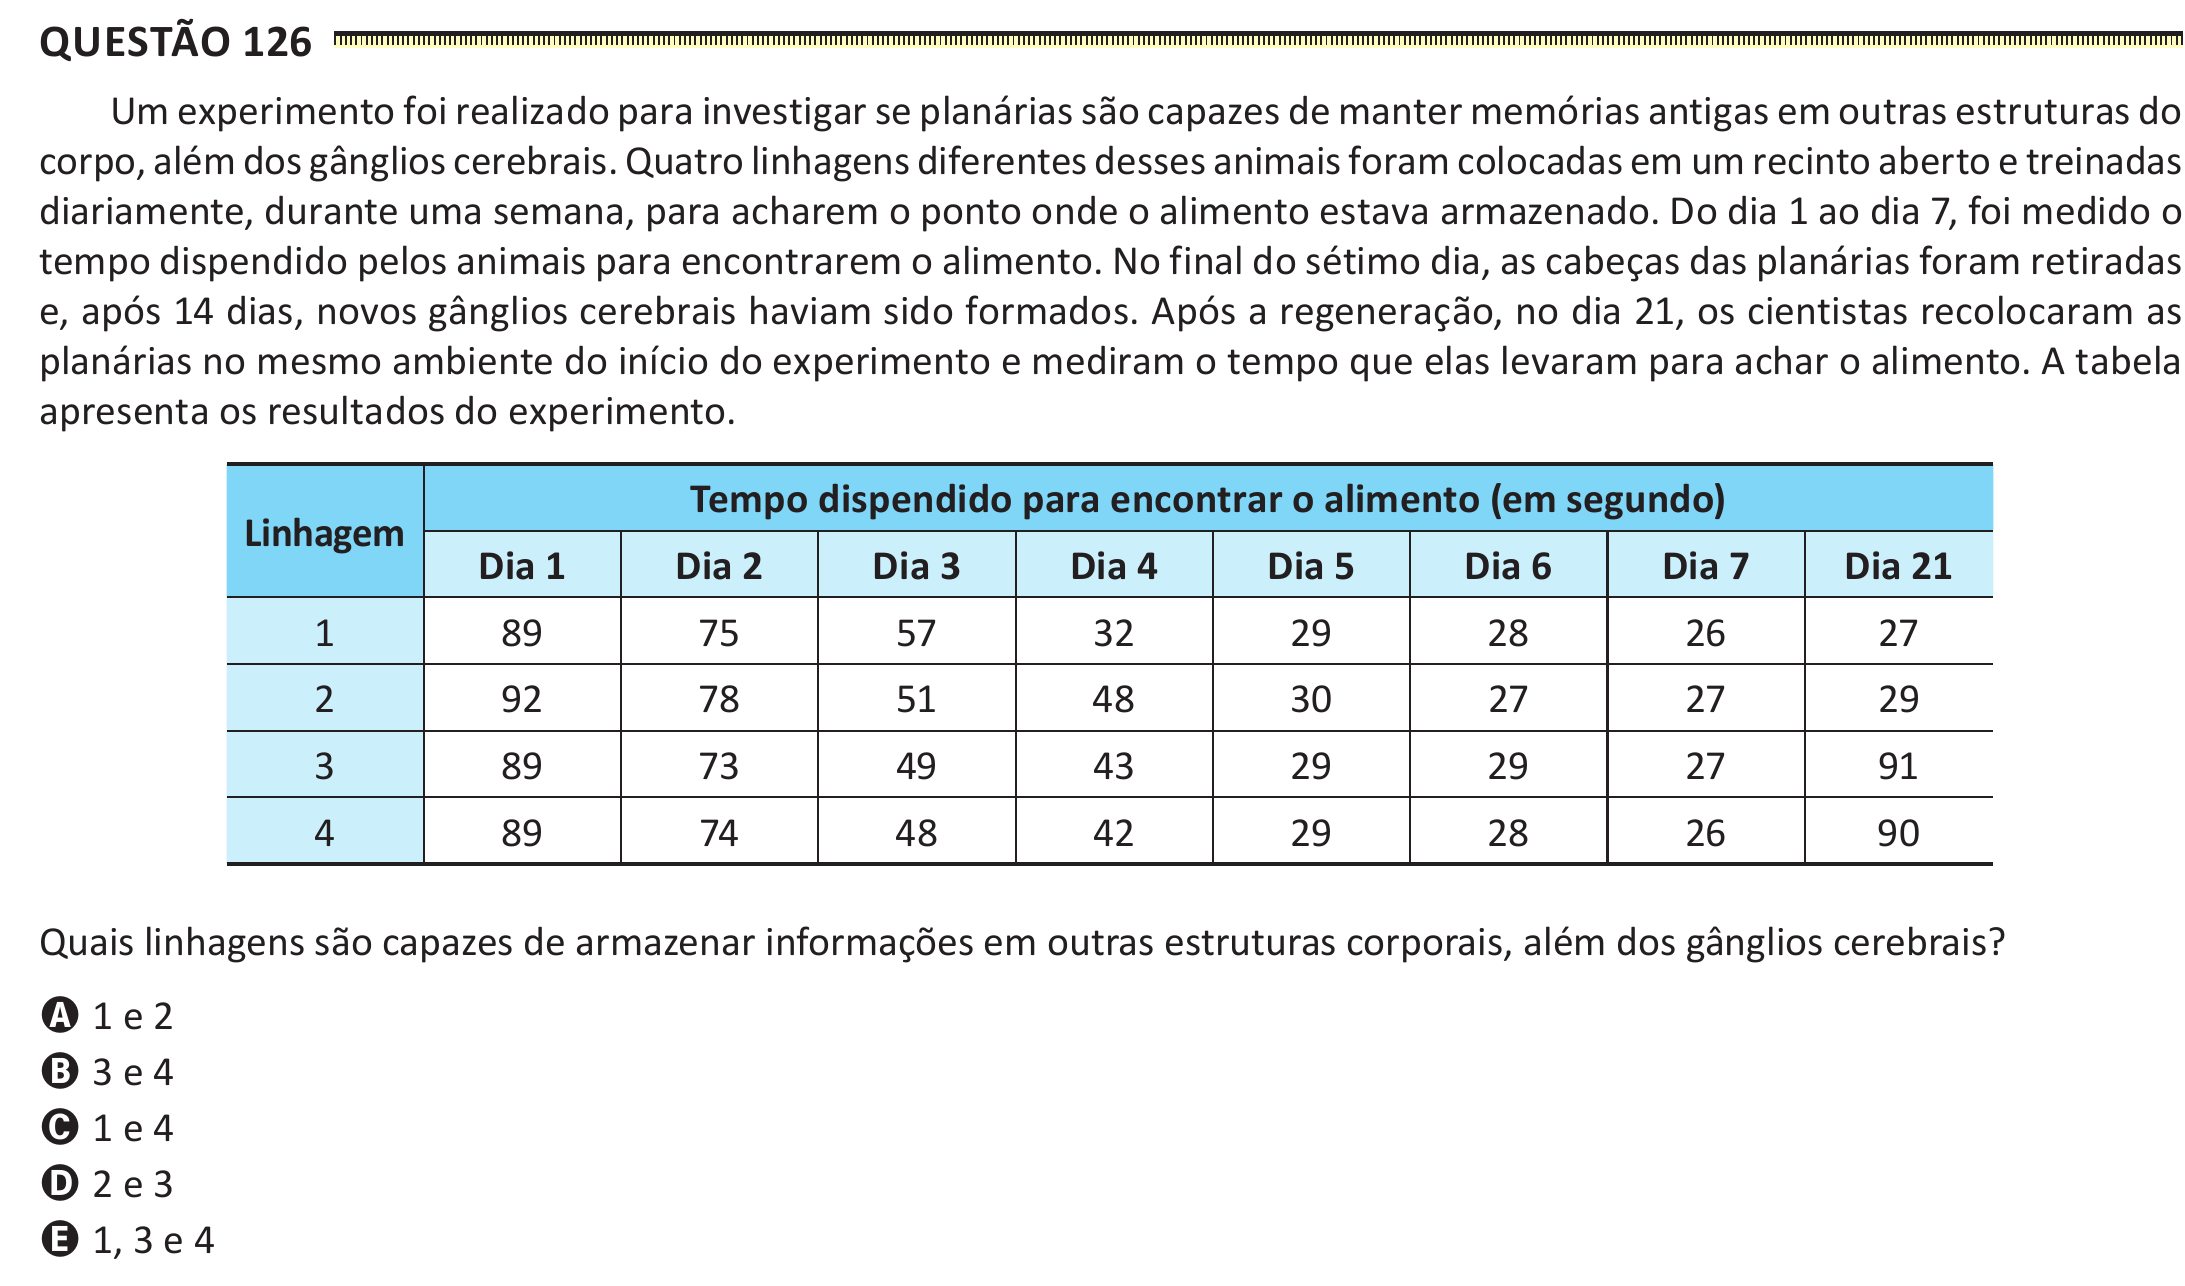 QUESTÃO 126
Um experimento foi realizado para investigar se planárias são capazes de manter memórias antigas em outras estruturas do
corpo, além dos gânglios cerebrais. Quatro linhagens diferentes desses animais foram colocadas em um recinto aberto e treinadas
diariamente, durante uma semana, para acharem o ponto onde o alimento estava armazenado. Do dia 1 ao dia 7, foi medido o
tempo dispendido pelos animais para encontrarem o alimento. No final do sétimo dia, as cabeças das planárias foram retiradas
e, após 14 dias, novos gânglios cerebrais haviam sido formados. Após a regeneração, no dia 21, os cientistas recolocaram as
planárias no mesmo ambiente do início do experimento e mediram o tempo que elas levaram para achar o alimento. A tabela
apresenta os resultados do experimento.
Linhagem
Tempo dispendido para encontrar o alimento (em segundo)
Dia 1 Dia 2 Dia 3 Dia 4 Dia 5 Dia 6 Dia 7 Dia 21
1 89 75 57 32 29 28 26 27
2 92 78 51 48 30 27 27 29
3 89 73 49 43 29 29 27 91
4 89 74 48 42 29 28 26 90
Quais linhagens são capazes de armazenar informações em outras estruturas corporais, além dos gânglios cerebrais?
A 1 e 2
B 3 e 4
C 1 e 4
D 2 e 3
E 1, 3 e 4